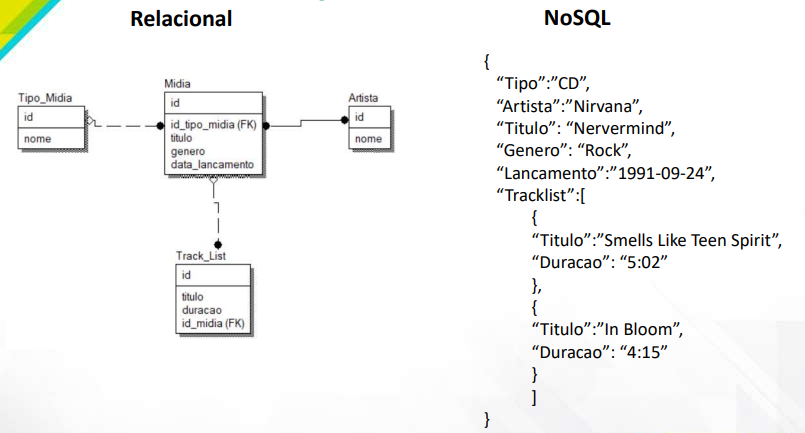 Relacional
Tipo_Midia
id
nome
Midia
id
id_tipo_midia (FK)
titulo
genero
data_lancamento
Artista
id
nome
Track_List
id
titulo
duracao
id_midia (FK)
NoSQL
{
“Tipo”:”CD”,
“Artista”:”Nirvana”,
“Titulo”: “Nervermind”,
“Genero”: “Rock”,
“Lancamento”:”1991-09-24”,
“Tracklist”:[
{
“Titulo”:”Smells Like Teen Spirit”,
“Duracao”: “5:02”
},
{
“Titulo”:”In Bloom”,
“Duracao”: “4:15”
}
]
}